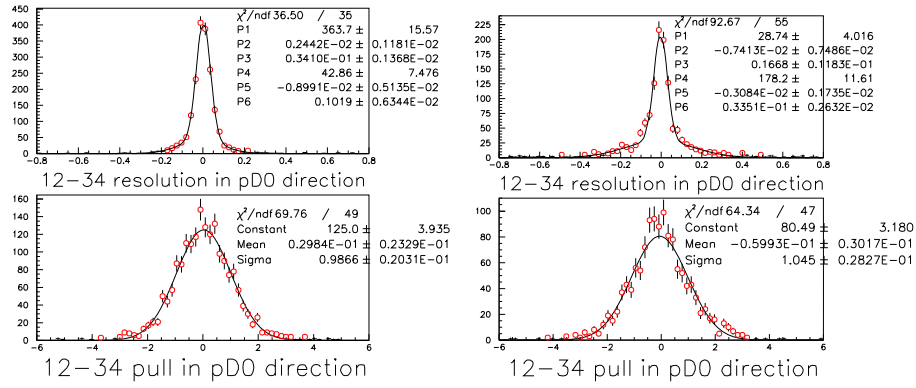 χ²/ndf 36.50 / 35
P1 363.7 ± 15.57
P2 0.2442E-02 ± 0.1181E-02
P3 0.3410E-01 ± 0.1368E-02
P4 42.86 ± 7.476
P5 -0.8991E-02 ± 0.5135E-02
P6 0.1019 ± 0.6344E-02
450
400
350
300
250
200
150
100
50
0
-0.8 -0.6 -0.4 -0.2 0 0.2 0.4 0.6 0.8
12-34 resolution in pD0 direction
χ²/ndf 92.67 / 55
P1 28.74 ± 4.016
P2 -0.7413E-02 ± 0.7486E-02
P3 0.1668 ± 0.1183E-01
P4 178.2 ± 11.61
P5 -0.3084E-02 ± 0.1735E-02
P6 0.3351E-01 ± 0.2632E-02
225
200
175
150
125
100
75
50
25
0
-0.8 -0.6 -0.4 -0.2 0 0.2 0.4 0.6 0.8
12-34 resolution in pD0 direction
χ²/ndf 69.76 / 49
Constant 125.0 ± 3.935
Mean 0.2984E-01 ± 0.2329E-01
Sigma 0.9866 ± 0.2031E-01
160
140
120
100
80
60
40
20
0
-6 -4 -2 0 2 4 6
12-34 pull in pD0 direction
χ²/ndf 64.34 / 47
Constant 80.49 ± 3.180
Mean -0.5993E-01 ± 0.3017E-01
Sigma 1.045 ± 0.2827E-01
100
80
60
40
20
0
-6 -4 -2 0 2 4 6
12-34 pull in pD0 direction